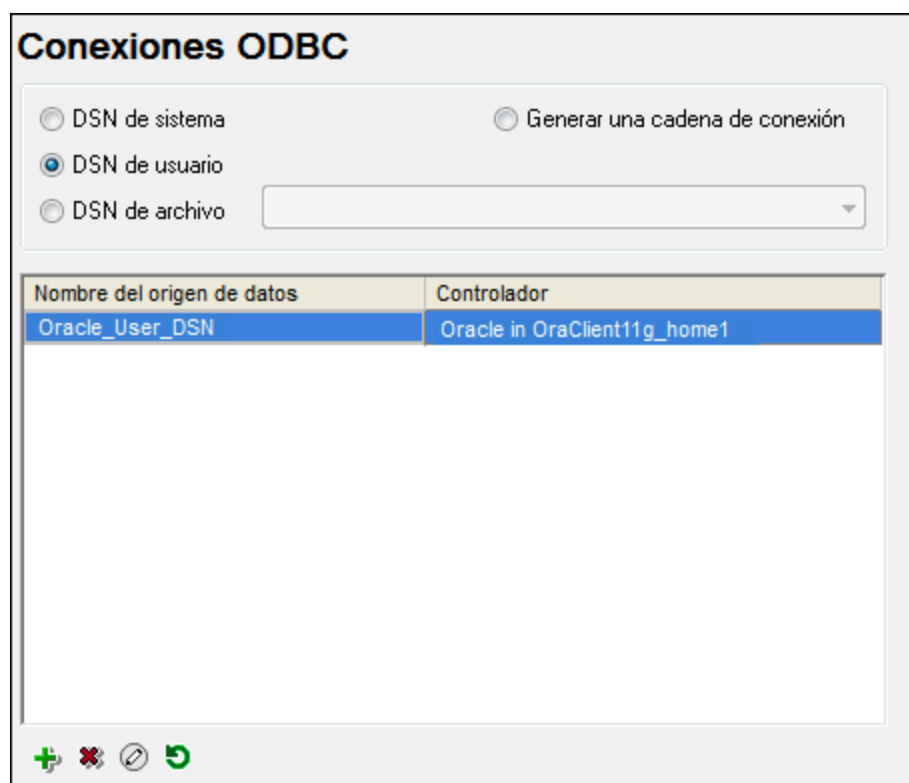 Conexiones ODBC
DSN de sistema
Generar una cadena de conexión
DSN de usuario
DSN de archivo
Nombre del origen de datos Controlador
Oracle_User_DSN Oracle in OraClient11g_home1